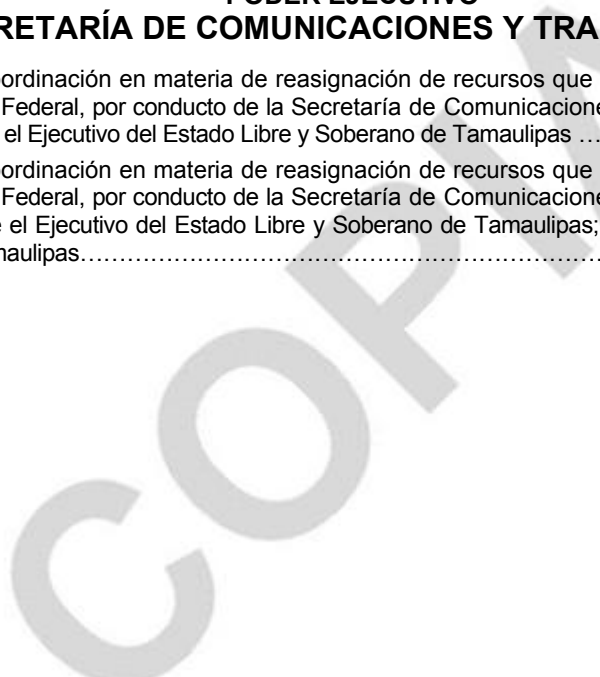 PODER EJECUTIVO
RETARÍA DE COMUNICACIONES Y TRA
ordinación en materia de reasignación de recursos que
Federal, por conducto de la Secretaría de Comunicacione
el Ejecutivo del Estado Libre y Soberano de Tamaulipas …
ordinación en materia de reasignación de recursos que
Federal, por conducto de la Secretaría de Comunicacione
e el Ejecutivo del Estado Libre y Soberano de Tamaulipas;
maulipas……………………………………………………………
COPIA